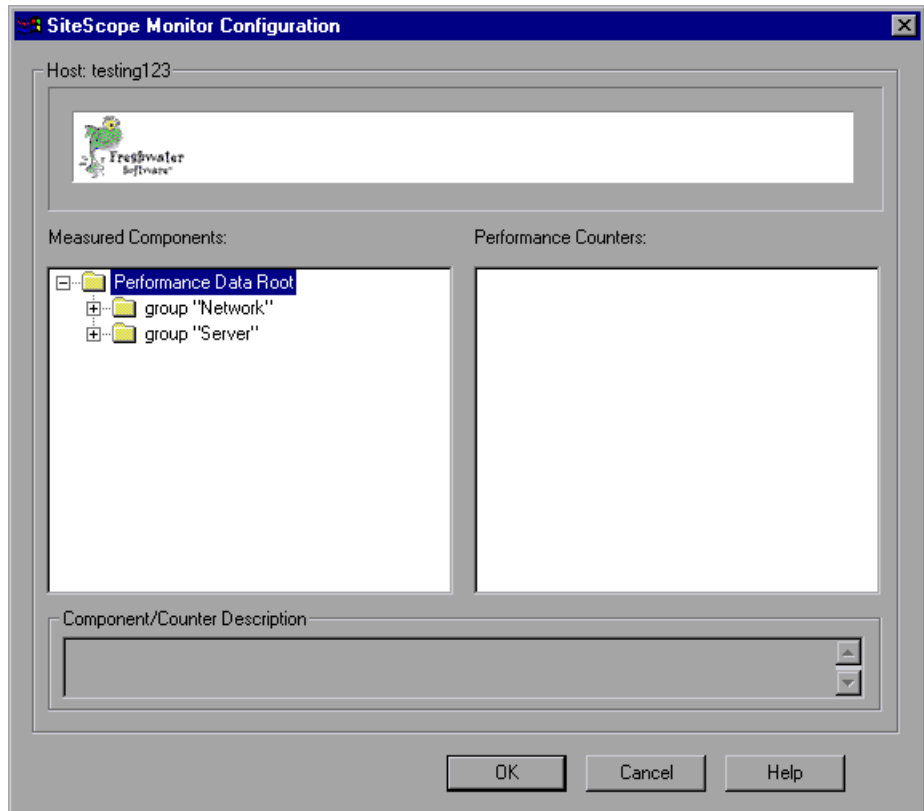 SiteScope Monitor Configuration
Host: testing123
Freshwater
Software
Measured Components:
Performance Counters:
Performance Data Root
group "Network"
group "Server"
Component/Counter Description
OK
Cancel
Help